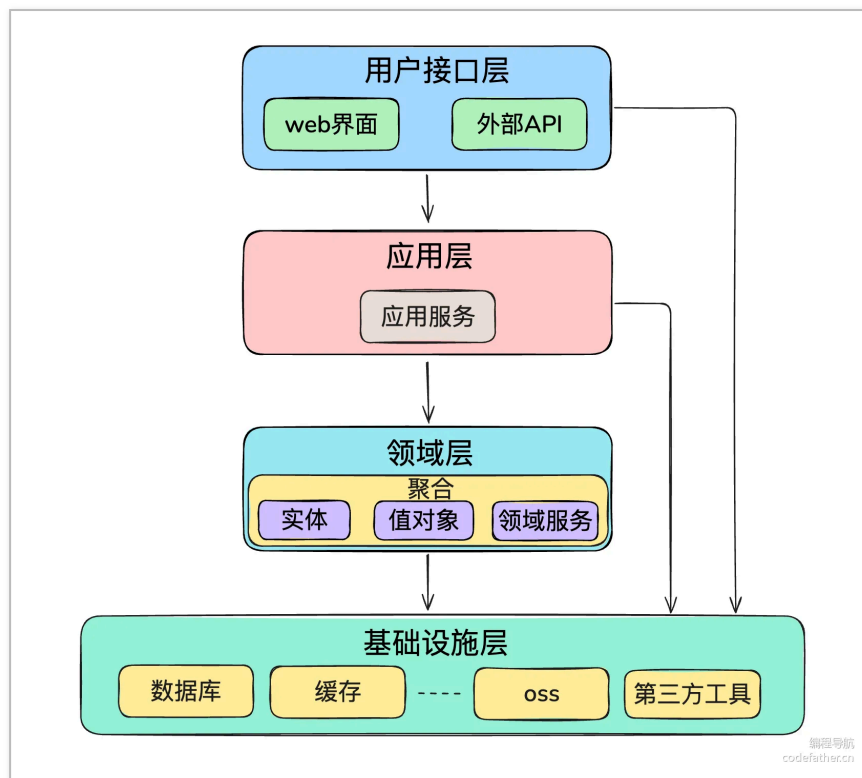 用户接口层
web界面
外部API
应用层
应用服务
领域层
聚合
实体
值对象
领域服务
基础设施层
数据库
缓存
oss
第三方工具
编程导航
codefather.cn